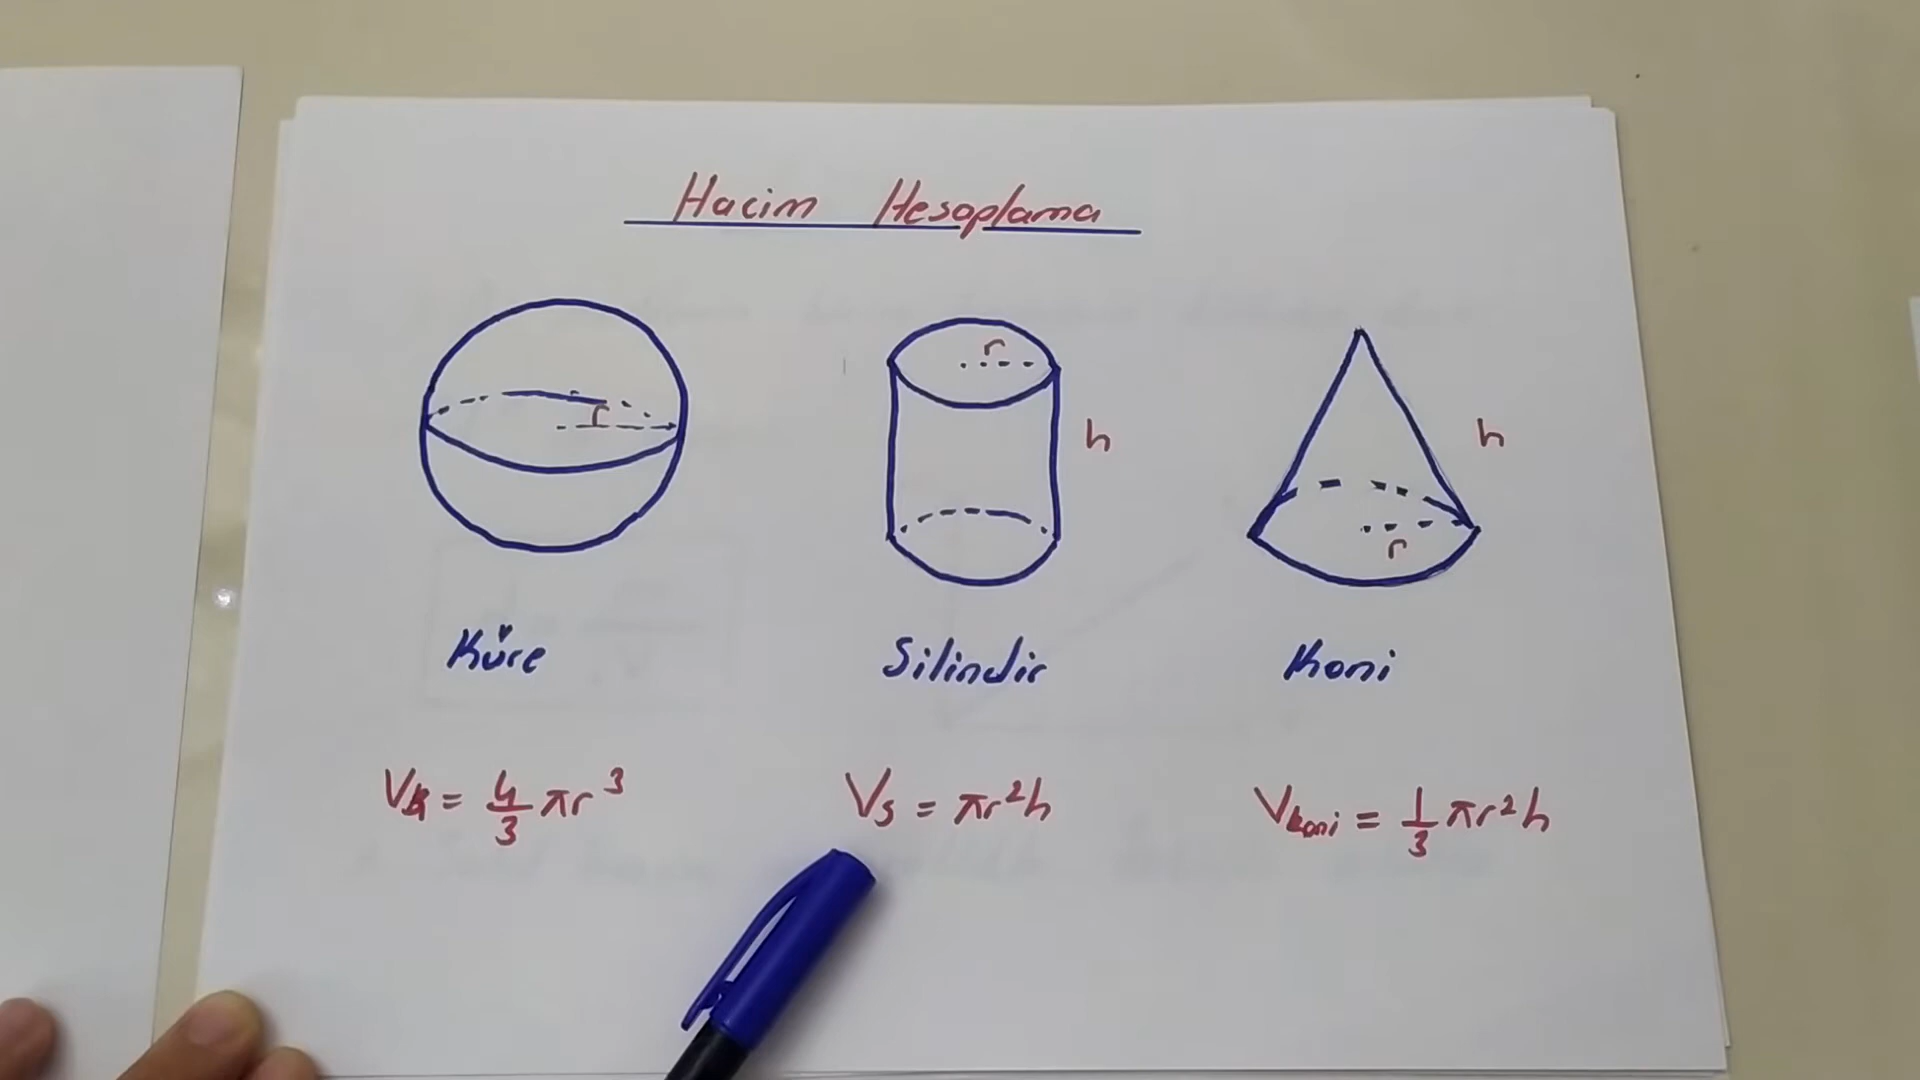 Hacim Hesaplama
r
r
h
h
r
Küre
Silindir
Koni
Vk = 4/3 πr³
Vs = πr²h
Vkoni = 1/3 πr²h